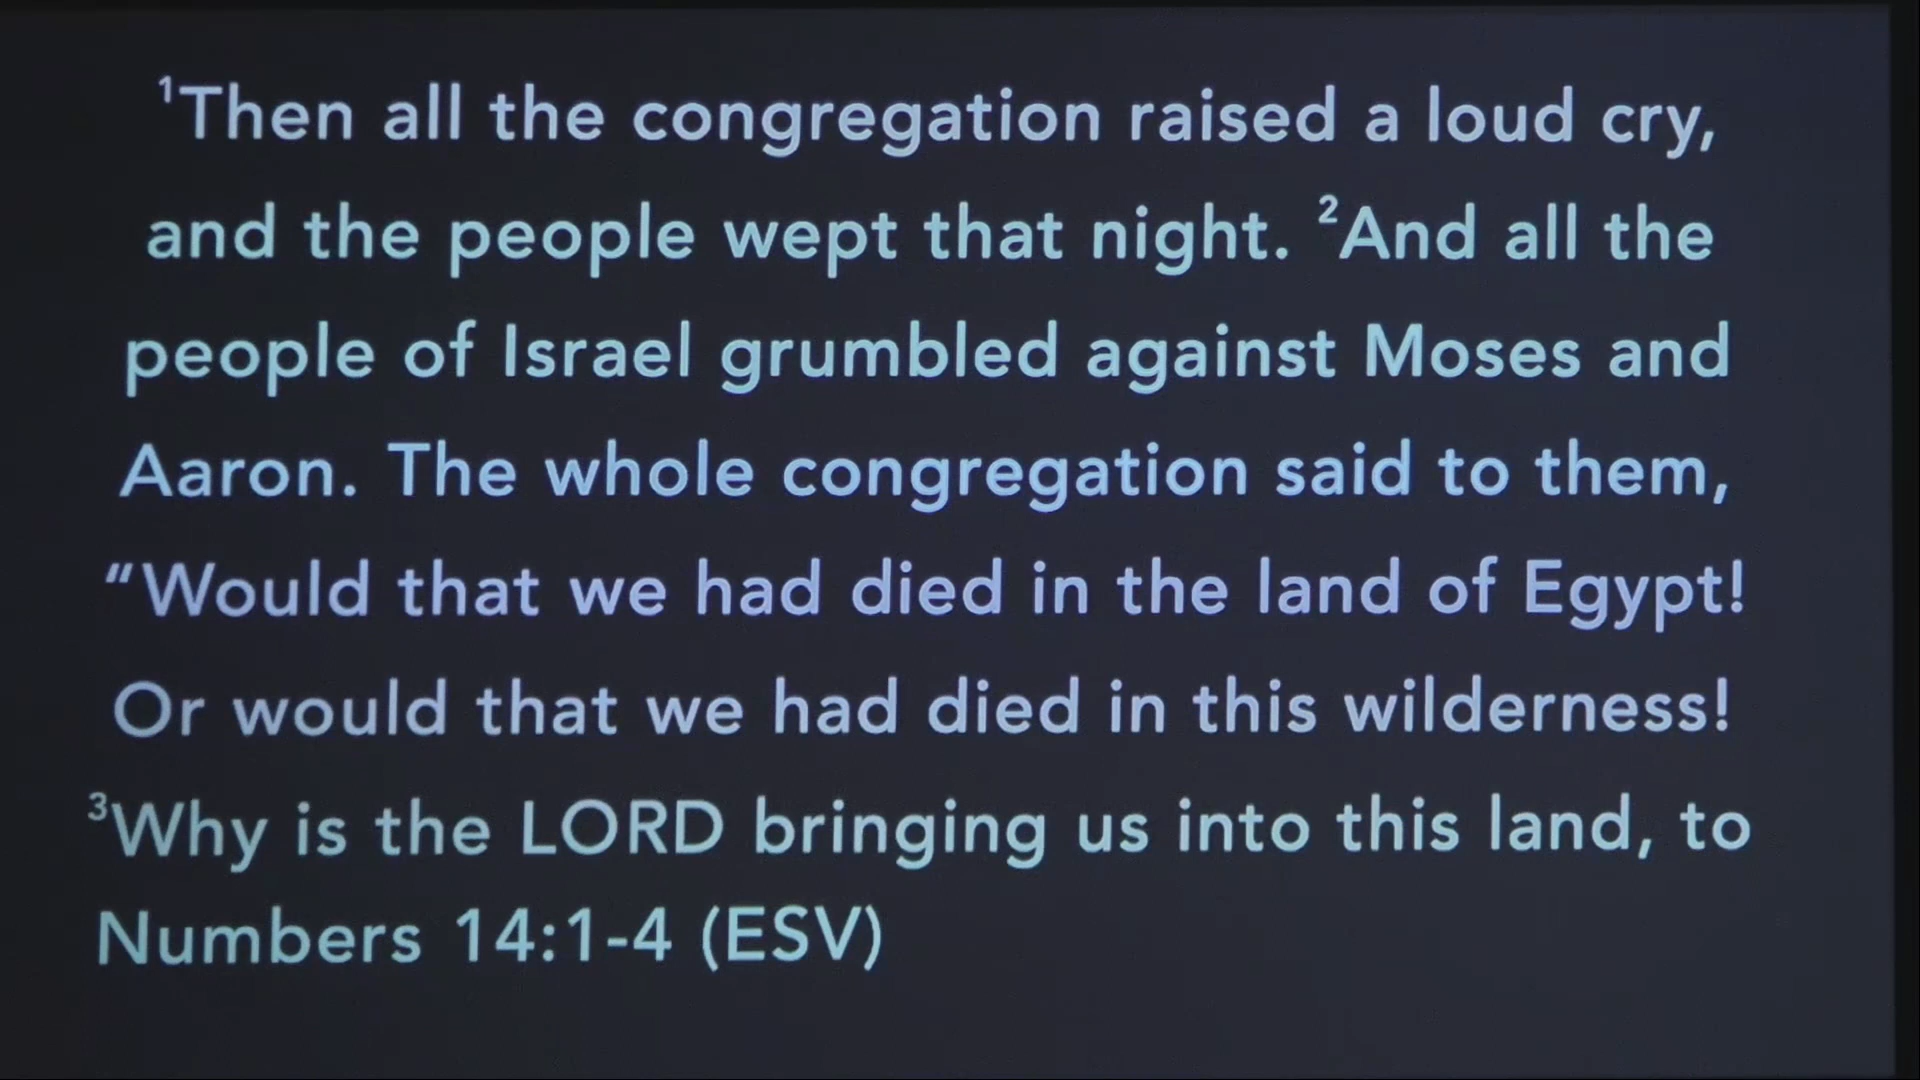 ¹Then all the congregation raised a loud cry,
and the people wept that night. ²And all the
people of Israel grumbled against Moses and
Aaron. The whole congregation said to them,
“Would that we had died in the land of Egypt!
Or would that we had died in this wilderness!
³Why is the LORD bringing us into this land, to
Numbers 14:1-4 (ESV)